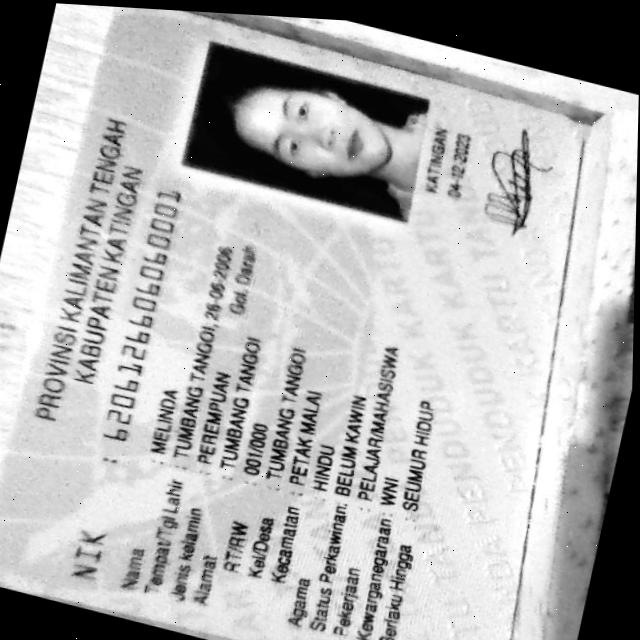 PROVINSI KALIMANTAN TENGAH
KABUPATEN KATINGAN
NIK : 6206126606060001
Nama : MELINDA
Tempat/Tgl Lahir : TUMBANG TANGOI, 26-06-2006
Jenis kelamin : PEREMPUAN Gol. Darah
Alamat : TUMBANG TANGOI
RT/RW : 001/000
Kel/Desa : TUMBANG TANGOI
Kecamatan : PETAK MALAI
Agama : HINDU
Status Perkawinan: BELUM KAWIN
Pekerjaan : PELAJAR/MAHASISWA
Kewarganegaraan: WNI
Berlaku Hingga : SEUMUR HIDUP
KATINGAN
04-12-2023